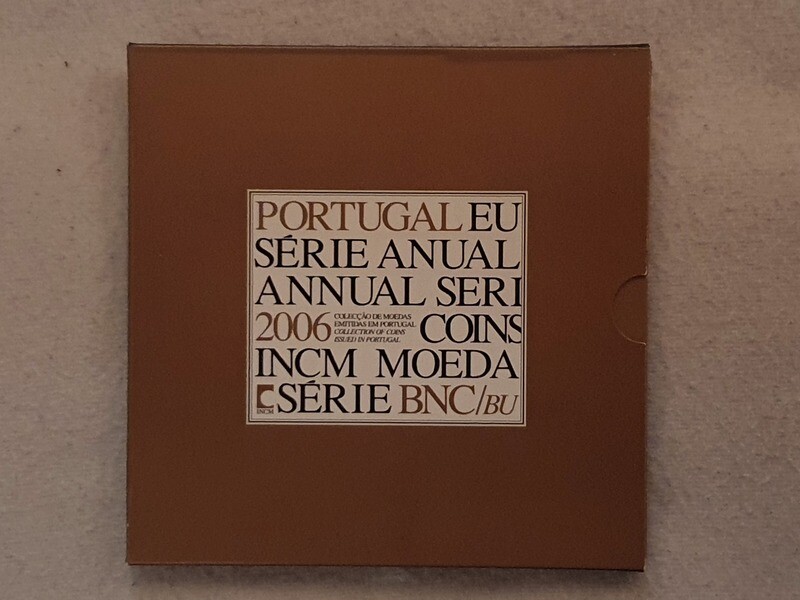 PORTUGAL EU
SÉRIE ANUAL
ANNUAL SERI
2006 COLECÇÃO DE MOEDAS
EMITIDAS EM PORTUGAL
COLLECTION OF COINS
ISSUED IN PORTUGAL
COINS
INCM MOEDA
INCM SÉRIE BNC/BU